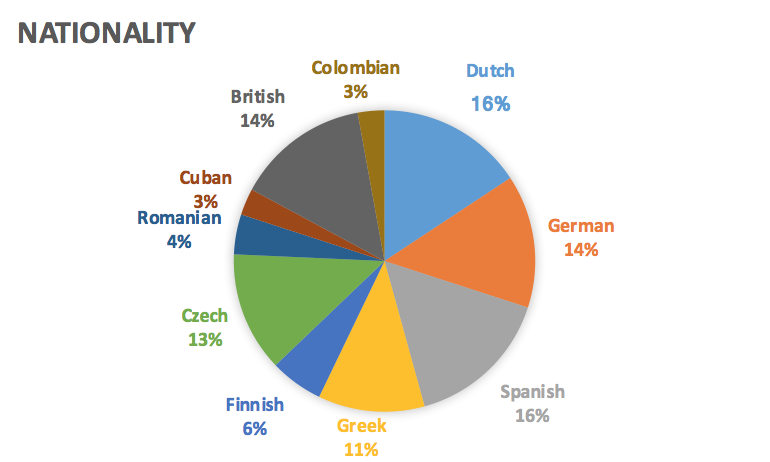 NATIONALITY
Colombian
3%
Dutch
16%
British
14%
Cuban
3%
Romanian
4%
German
14%
Czech
13%
Spanish
16%
Finnish
6%
Greek
11%